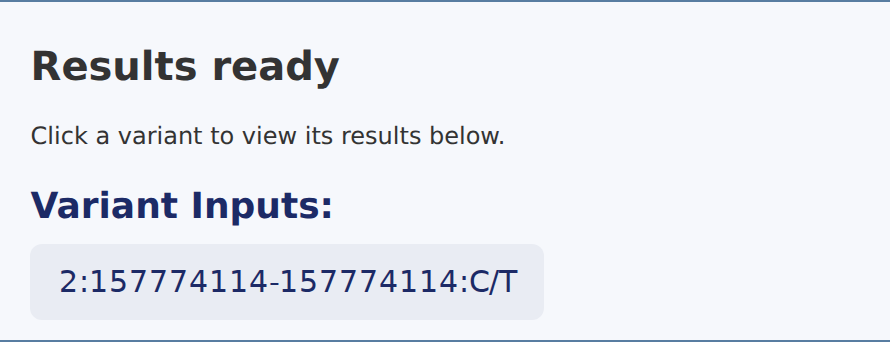 Results ready
Click a variant to view its results below.
Variant Inputs:
2:157774114-157774114:C/T